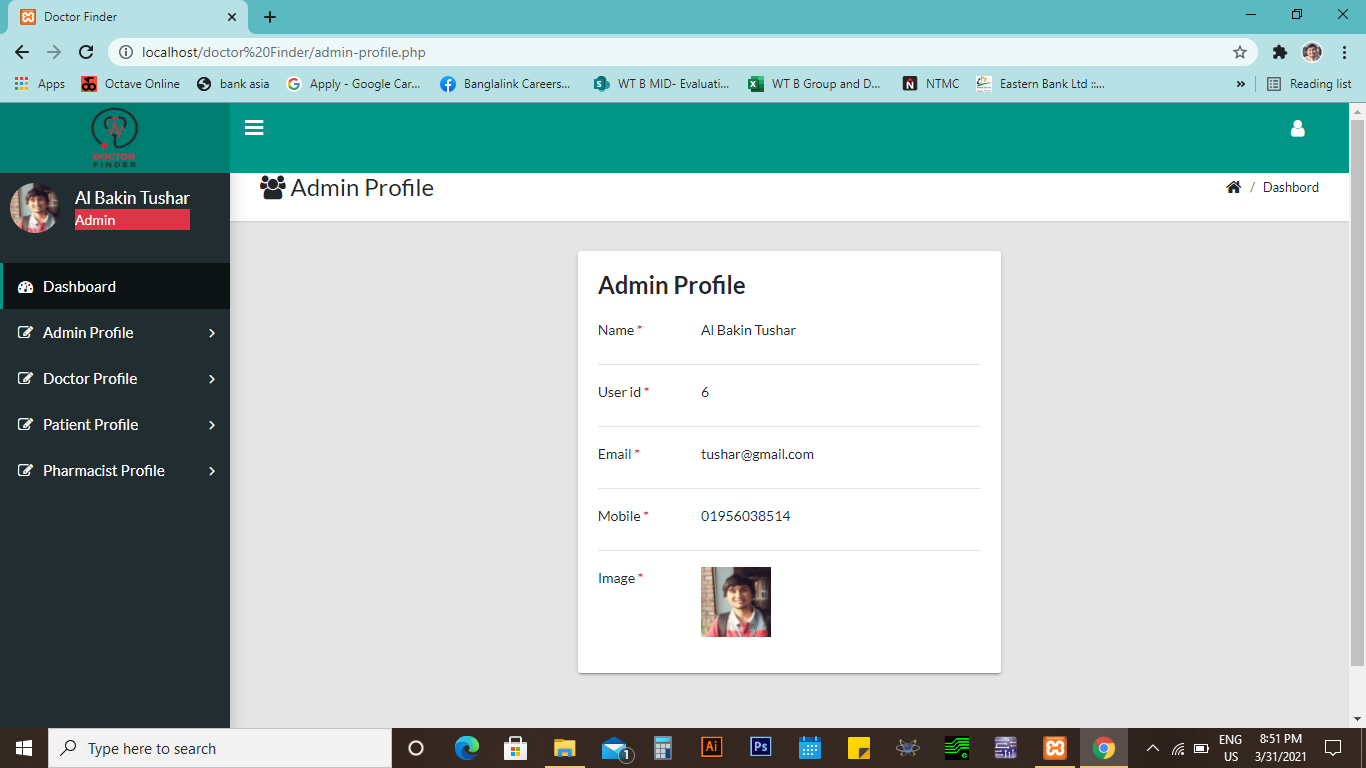 Doctor Finder
localhost/doctor%20Finder/admin-profile.php
Apps Octave Online bank asia Apply - Google Car... Banglalink Careers... WT B MID- Evaluati... WT B Group and D... NTMC Eastern Bank Ltd ::... » Reading list
DOCTOR
FINDER
Al Bakin Tushar
Admin
Admin Profile
/ Dashbord
Dashboard
Admin Profile
Doctor Profile
Patient Profile
Pharmacist Profile
Admin Profile
Name * Al Bakin Tushar
User id * 6
Email * tushar@gmail.com
Mobile * 01956038514
Image *
Type here to search
1
Ai
Ps
ENG
US
8:51 PM
3/31/2021